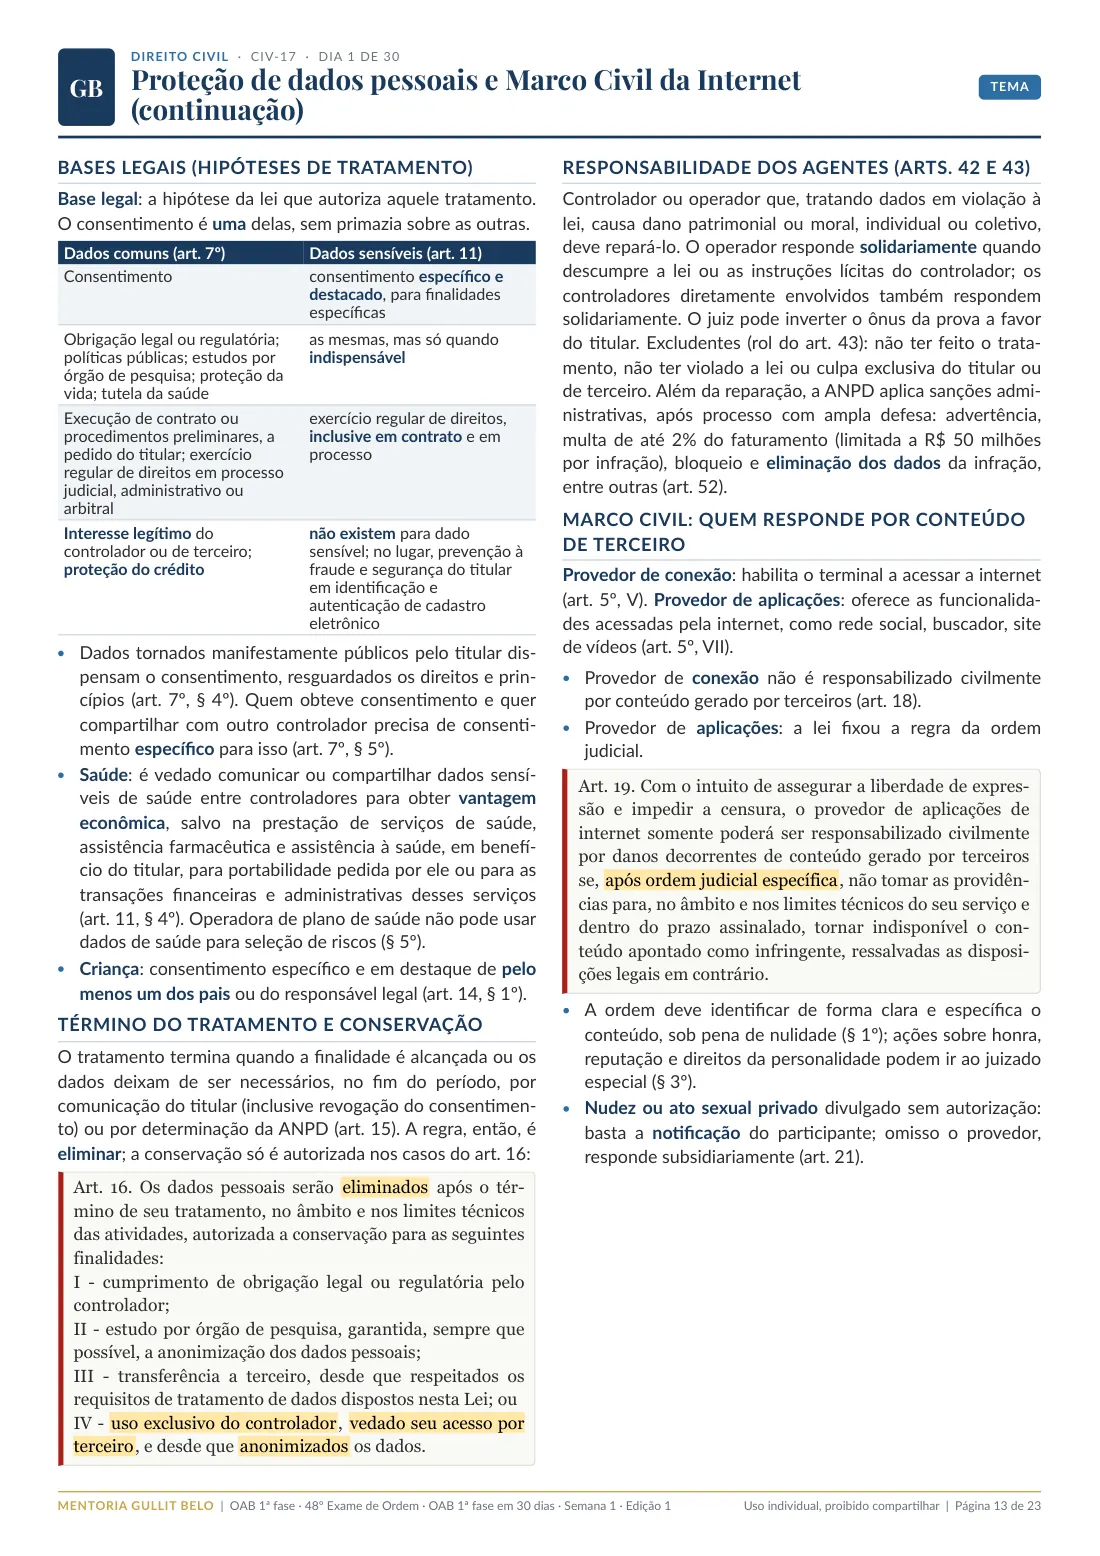 GB
DIREITO CIVIL · CIV-17 · DIA 1 DE 30
Proteção de dados pessoais e Marco Civil da Internet
(continuação)
TEMA
BASES LEGAIS (HIPÓTESES DE TRATAMENTO)
Base legal: a hipótese da lei que autoriza aquele tratamento.
O consentimento é uma delas, sem primazia sobre as outras.
Dados comuns (art. 7º)
Dados sensíveis (art. 11)
Consentimento
consentimento específico e
destacado, para finalidades
específicas
Obrigação legal ou regulatória;
políticas públicas; estudos por
órgão de pesquisa; proteção da
vida; tutela da saúde
as mesmas, mas só quando
indispensável
Execução de contrato ou
procedimentos preliminares, a
pedido do titular; exercício
regular de direitos em processo
judicial, administrativo ou
arbitral
exercício regular de direitos,
inclusive em contrato e em
processo
Interesse legítimo do
controlador ou de terceiro;
proteção do crédito
não existem para dado
sensível; no lugar, prevenção à
fraude e segurança do titular
em identificação e
autenticação de cadastro
eletrônico
• Dados tornados manifestamente públicos pelo titular dis-
pensam o consentimento, resguardados os direitos e prin-
cípios (art. 7º, § 4º). Quem obteve consentimento e quer
compartilhar com outro controlador precisa de consenti-
mento específico para isso (art. 7º, § 5º).
• Saúde: é vedado comunicar ou compartilhar dados sensí-
veis de saúde entre controladores para obter vantagem
econômica, salvo na prestação de serviços de saúde,
assistência farmacêutica e assistência à saúde, em benefí-
cio do titular, para portabilidade pedida por ele ou para as
transações financeiras e administrativas desses serviços
(art. 11, § 4º). Operadora de plano de saúde não pode usar
dados de saúde para seleção de riscos (§ 5º).
• Criança: consentimento específico e em destaque de pelo
menos um dos pais ou do responsável legal (art. 14, § 1º).
TÉRMINO DO TRATAMENTO E CONSERVAÇÃO
O tratamento termina quando a finalidade é alcançada ou os
dados deixam de ser necessários, no fim do período, por
comunicação do titular (inclusive revogação do consentimen-
to) ou por determinação da ANPD (art. 15). A regra, então, é
eliminar; a conservação só é autorizada nos casos do art. 16:
Art. 16. Os dados pessoais serão eliminados após o tér-
mino de seu tratamento, no âmbito e nos limites técnicos
das atividades, autorizada a conservação para as seguintes
finalidades:
I - cumprimento de obrigação legal ou regulatória pelo
controlador;
II - estudo por órgão de pesquisa, garantida, sempre que
possível, a anonimização dos dados pessoais;
III - transferência a terceiro, desde que respeitados os
requisitos de tratamento de dados dispostos nesta Lei; ou
IV - uso exclusivo do controlador, vedado seu acesso por
terceiro, e desde que anonimizados os dados.
RESPONSABILIDADE DOS AGENTES (ARTS. 42 E 43)
Controlador ou operador que, tratando dados em violação à
lei, causa dano patrimonial ou moral, individual ou coletivo,
deve repará-lo. O operador responde solidariamente quando
descumpre a lei ou as instruções lícitas do controlador; os
controladores diretamente envolvidos também respondem
solidariamente. O juiz pode inverter o ônus da prova a favor
do titular. Excludentes (rol do art. 43): não ter feito o trata-
mento, não ter violado a lei ou culpa exclusiva do titular ou
de terceiro. Além da reparação, a ANPD aplica sanções admi-
nistrativas, após processo com ampla defesa: advertência,
multa de até 2% do faturamento (limitada a R$ 50 milhões
por infração), bloqueio e eliminação dos dados da infração,
entre outras (art. 52).
MARCO CIVIL: QUEM RESPONDE POR CONTEÚDO
DE TERCEIRO
Provedor de conexão: habilita o terminal a acessar a internet
(art. 5º, V). Provedor de aplicações: oferece as funcionalida-
des acessadas pela internet, como rede social, buscador, site
de vídeos (art. 5º, VII).
• Provedor de conexão não é responsabilizado civilmente
por conteúdo gerado por terceiros (art. 18).
• Provedor de aplicações: a lei fixou a regra da ordem
judicial.
Art. 19. Com o intuito de assegurar a liberdade de expres-
são e impedir a censura, o provedor de aplicações de
internet somente poderá ser responsabilizado civilmente
por danos decorrentes de conteúdo gerado por terceiros
se, após ordem judicial específica, não tomar as providên-
cias para, no âmbito e nos limites técnicos do seu serviço e
dentro do prazo assinalado, tornar indisponível o con-
teúdo apontado como infringente, ressalvadas as disposi-
ções legais em contrário.
• A ordem deve identificar de forma clara e específica o
conteúdo, sob pena de nulidade (§ 1º); ações sobre honra,
reputação e direitos da personalidade podem ir ao juizado
especial (§ 3º).
• Nudez ou ato sexual privado divulgado sem autorização:
basta a notificação do participante; omisso o provedor,
responde subsidiariamente (art. 21).
MENTORIA GULLIT BELO | OAB 1ª fase · 48º Exame de Ordem · OAB 1ª fase em 30 dias · Semana 1 · Edição 1
Uso individual, proibido compartilhar | Página 13 de 23